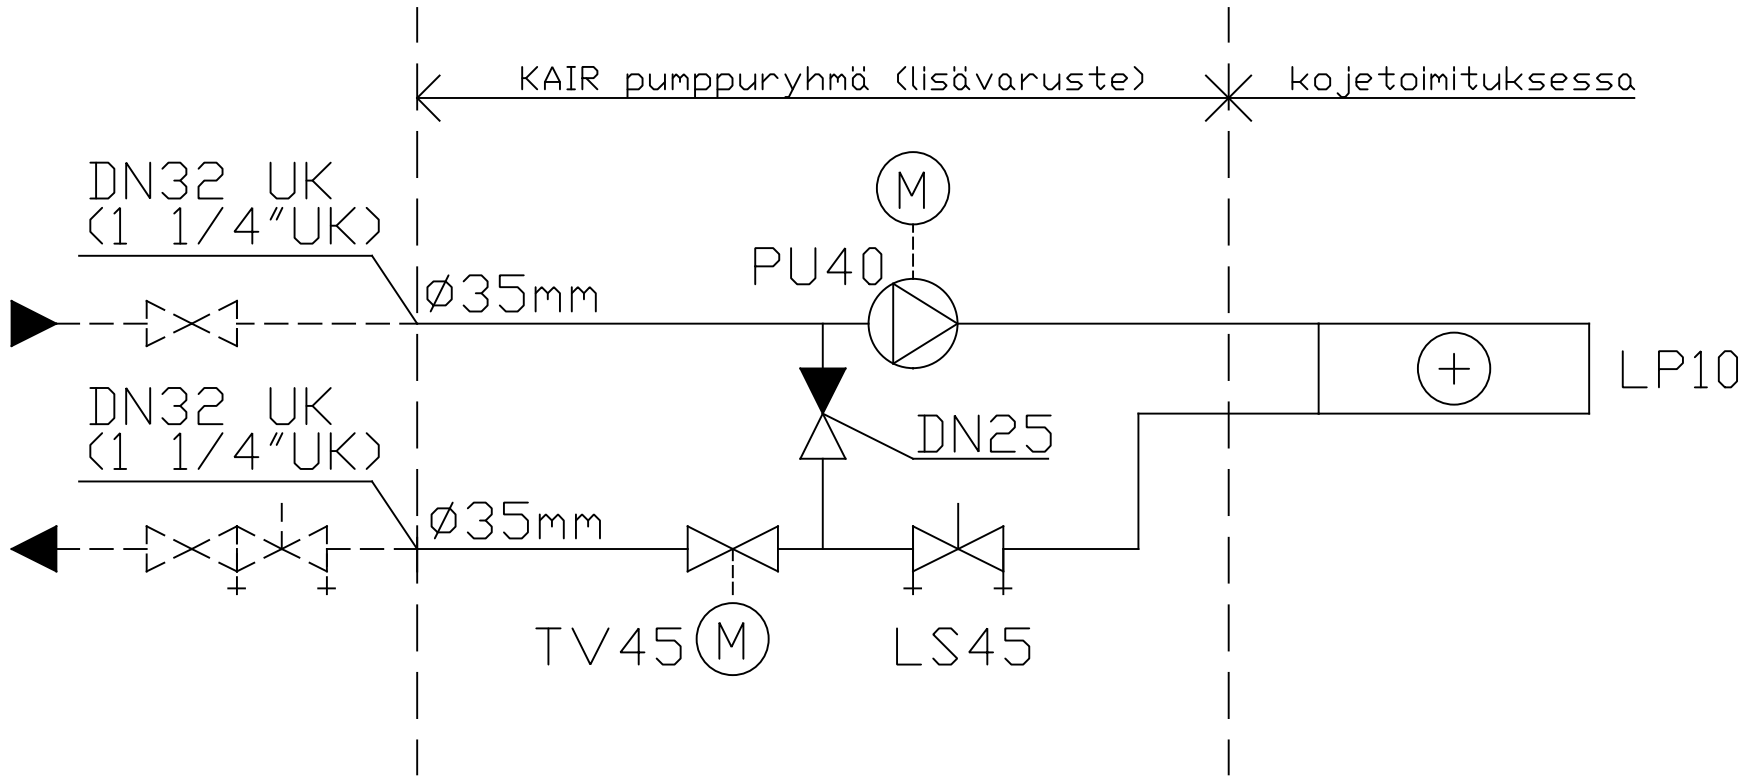 KAIR pumppuryhmä (lisävaruste)
kojetoimituksessa
DN32 UK
(1 1/4"UK)
M
PU40
Ø35mm
LP10
DN32 UK
(1 1/4"UK)
DN25
Ø35mm
TV45
M
LS45